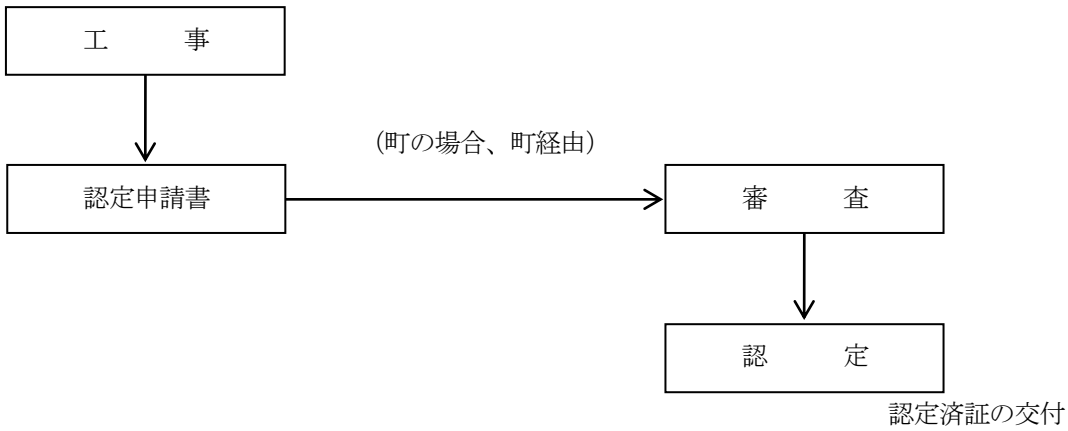 工　　　事
(町の場合、町経由)
認定申請書
審　　　査
認　　　定
認定済証の交付